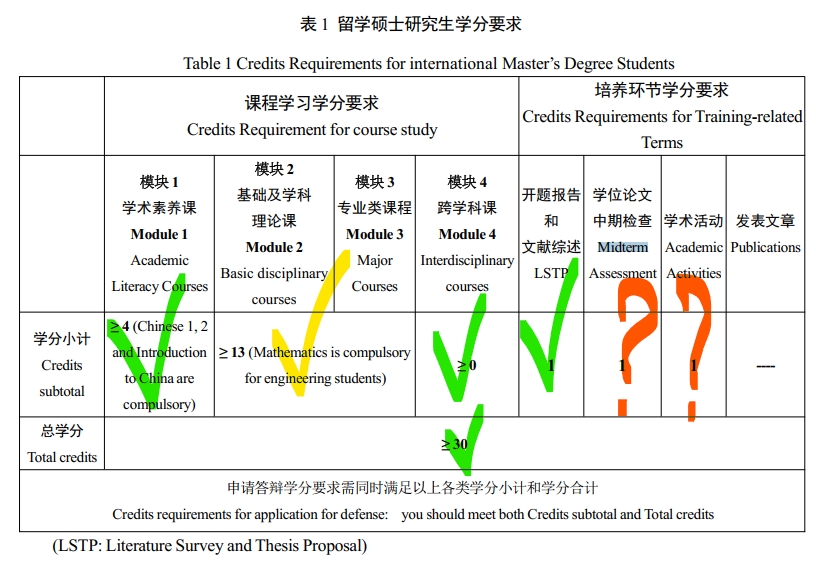 表 1 留学硕士研究生学分要求
Table 1 Credits Requirements for international Master’s Degree Students
课程学习学分要求
Credits Requirement for course study
培养环节学分要求
Credits Requirements for Training-related
Terms
模块 1
学术素养课
Module 1
Academic
Literacy Courses
模块 2
基础及学科
理论课
Module 2
Basic disciplinary
courses
模块 3
专业类课程
Module 3
Major
Courses
模块 4
跨学科课
Module 4
Interdisciplinary
courses
开题报告
和
文献综述
LSTP
学位论文
中期检查
Midterm
Assessment
学术活动
Academic
Activities
发表文章
Publications
学分小计
Credits
subtotal
≥ 4 (Chinese 1, 2
and Introduction
to China are
compulsory)
≥ 13 (Mathematics is compulsory
for engineering students)
≥ 0
1
1
1
----
总学分
Total credits
≥ 30
申请答辩学分要求需同时满足以上各类学分小计和学分合计
Credits requirements for application for defense: you should meet both Credits subtotal and Total credits
(LSTP: Literature Survey and Thesis Proposal)